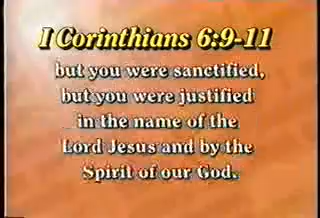 I Corinthians 6:9-11
but you were sanctified,
but you were justified
in the name of the
Lord Jesus and by the
Spirit of our God.